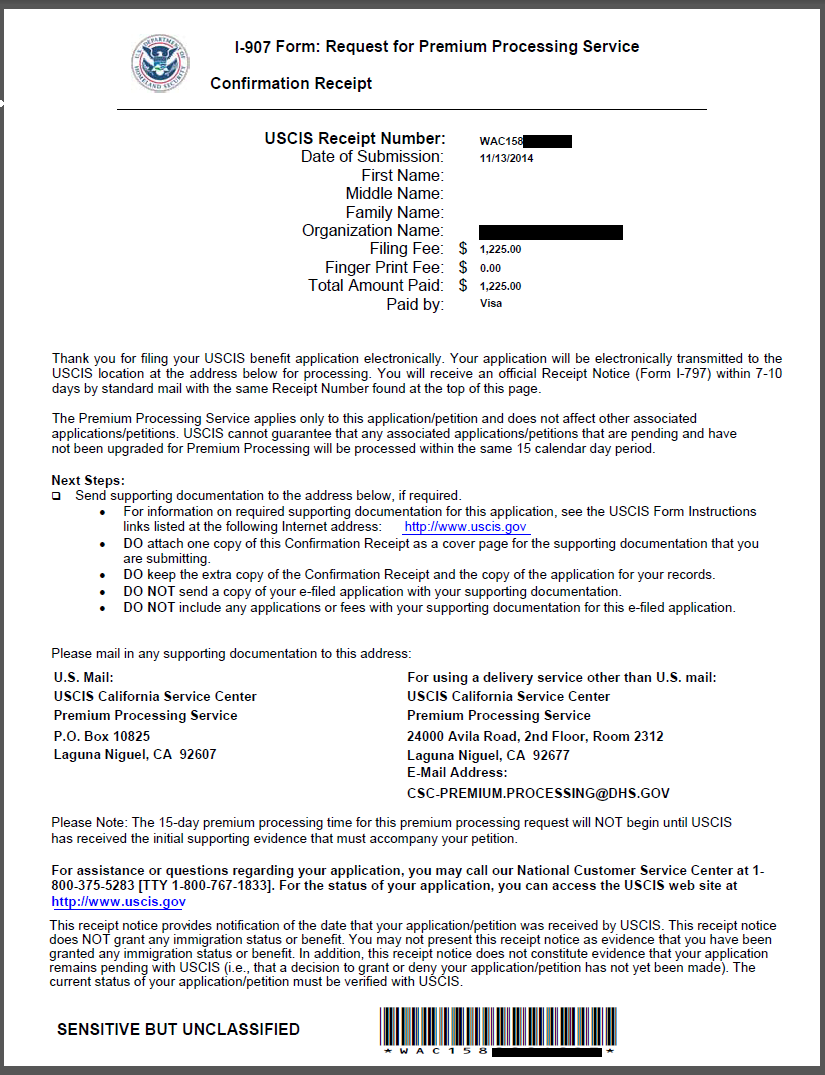 I-907 Form: Request for Premium Processing Service
Confirmation Receipt
USCIS Receipt Number: WAC158
Date of Submission: 11/13/2014
First Name:
Middle Name:
Family Name:
Organization Name:
Filing Fee: $ 1,225.00
Finger Print Fee: $ 0.00
Total Amount Paid: $ 1,225.00
Paid by: Visa
Thank you for filing your USCIS benefit application electronically. Your application will be electronically transmitted to the
USCIS location at the address below for processing. You will receive an official Receipt Notice (Form I-797) within 7-10
days by standard mail with the same Receipt Number found at the top of this page.
The Premium Processing Service applies only to this application/petition and does not affect other associated
applications/petitions. USCIS cannot guarantee that any associated applications/petitions that are pending and have
not been upgraded for Premium Processing will be processed within the same 15 calendar day period.
Next Steps:
❑ Send supporting documentation to the address below, if required.
• For information on required supporting documentation for this application, see the USCIS Form Instructions
links listed at the following Internet address: http://www.uscis.gov
• DO attach one copy of this Confirmation Receipt as a cover page for the supporting documentation that you
are submitting.
• DO keep the extra copy of the Confirmation Receipt and the copy of the application for your records.
• DO NOT send a copy of your e-filed application with your supporting documentation.
• DO NOT include any applications or fees with your supporting documentation for this e-filed application.
Please mail in any supporting documentation to this address:
U.S. Mail:
USCIS California Service Center
Premium Processing Service
P.O. Box 10825
Laguna Niguel, CA 92607
For using a delivery service other than U.S. mail:
USCIS California Service Center
Premium Processing Service
24000 Avila Road, 2nd Floor, Room 2312
Laguna Niguel, CA 92677
E-Mail Address:
CSC-PREMIUM.PROCESSING@DHS.GOV
Please Note: The 15-day premium processing time for this premium processing request will NOT begin until USCIS
has received the initial supporting evidence that must accompany your petition.
For assistance or questions regarding your application, you may call our National Customer Service Center at 1-
800-375-5283 [TTY 1-800-767-1833]. For the status of your application, you can access the USCIS web site at
http://www.uscis.gov
This receipt notice provides notification of the date that your application/petition was received by USCIS. This receipt notice
does NOT grant any immigration status or benefit. You may not present this receipt notice as evidence that you have been
granted any immigration status or benefit. In addition, this receipt notice does not constitute evidence that your application
remains pending with USCIS (i.e., that a decision to grant or deny your application/petition has not yet been made). The
current status of your application/petition must be verified with USCIS.
SENSITIVE BUT UNCLASSIFIED
* W A C 1 5 8 *